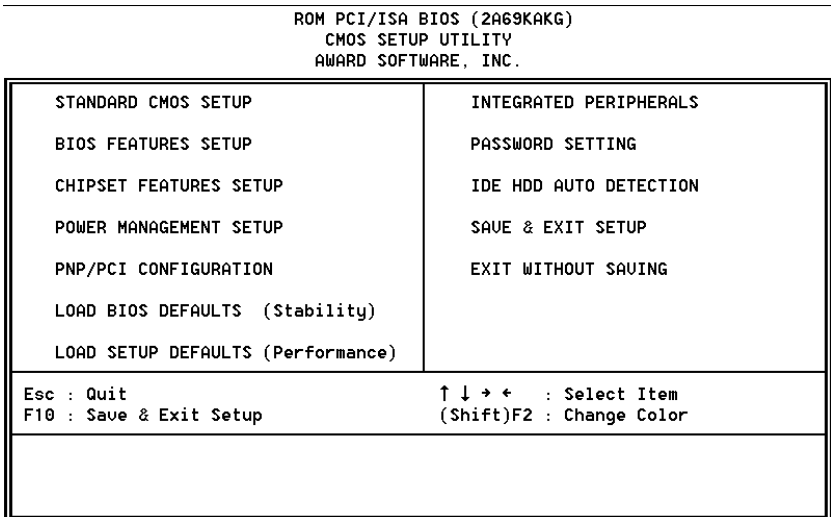 ROM PCI/ISA BIOS (2A69KAKG)
CMOS SETUP UTILITY
AWARD SOFTWARE, INC.
STANDARD CMOS SETUP
BIOS FEATURES SETUP
CHIPSET FEATURES SETUP
POWER MANAGEMENT SETUP
PNP/PCI CONFIGURATION
LOAD BIOS DEFAULTS (Stability)
LOAD SETUP DEFAULTS (Performance)
INTEGRATED PERIPHERALS
PASSWORD SETTING
IDE HDD AUTO DETECTION
SAVE & EXIT SETUP
EXIT WITHOUT SAVING
Esc : Quit
F10 : Save & Exit Setup
↑ ↓ → ← : Select Item
(Shift)F2 : Change Color